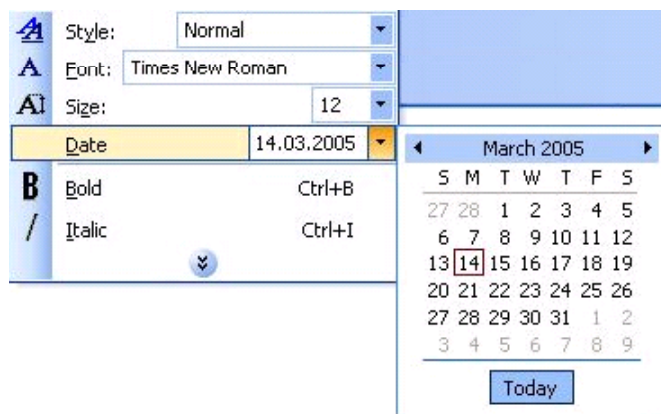 Style: Normal
Font: Times New Roman
Size: 12
Date 14.03.2005
B Bold Ctrl+B
I Italic Ctrl+I
March 2005
S M T W T F S
27 28 1 2 3 4 5
6 7 8 9 10 11 12
13 14 15 16 17 18 19
20 21 22 23 24 25 26
27 28 29 30 31 1 2
3 4 5 6 7 8 9
Today